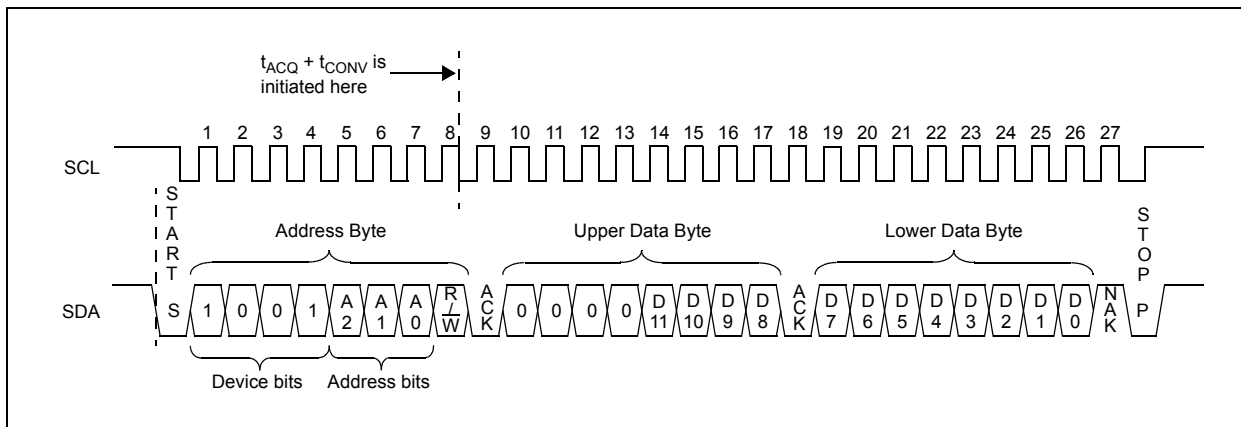 tACQ + tCONV is
initiated here
1 2 3 4 5 6 7 8 9 10 11 12 13 14 15 16 17 18 19 20 21 22 23 24 25 26 27
SCL
START
Address Byte
Upper Data Byte
Lower Data Byte
STOP
SDA
S 1 0 0 1 A2 A1 A0 R/W ACK 0 0 0 0 D11 D10 D9 D8 ACK D7 D6 D5 D4 D3 D2 D1 D0 NAK P
Device bits
Address bits